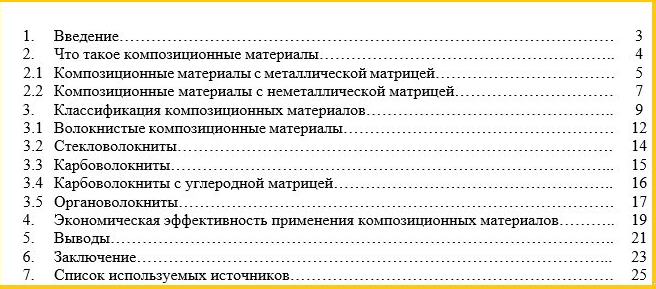 1. Введение…………………………………………………………………………… 3
2. Что такое композиционные материалы………………………………………… 4
2.1 Композиционные материалы с металлической матрицей…………………… 5
2.2 Композиционные материалы с неметаллической матрицей………………… 7
3. Классификация композиционных материалов………………………………… 9
3.1 Волокнистые композиционные материалы…………………………………… 12
3.2 Стекловолокниты………………………………………………………………… 14
3.3 Карбоволокниты………………………………………………………………… 15
3.4 Карбоволокниты с углеродной матрицей……………………………………… 16
3.5 Органоволокниты………………………………………………………………… 17
4. Экономическая эффективность применения композиционных материалов………… 19
5. Выводы……………………………………………………………………………… 21
6. Заключение………………………………………………………………………… 23
7. Список используемых источников……………………………………………… 25